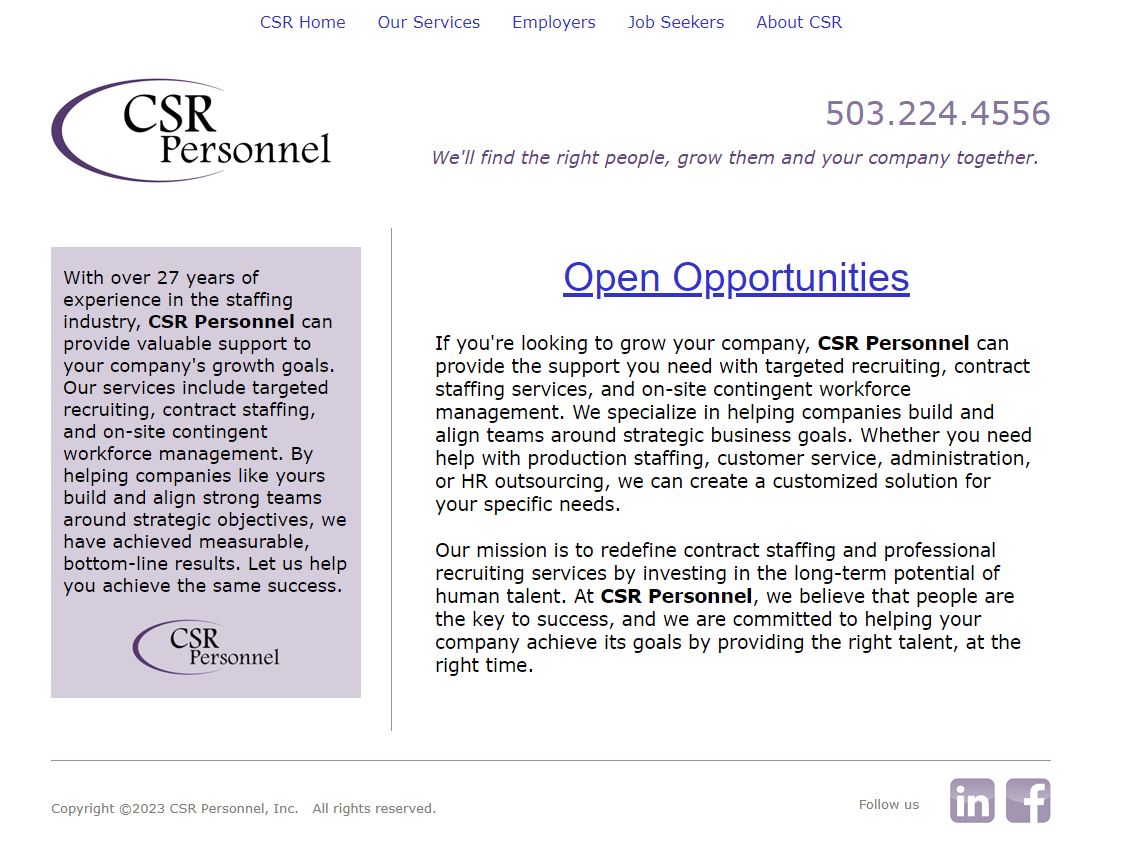 CSR Home Our Services Employers Job Seekers About CSR
CSR
Personnel
503.224.4556
We'll find the right people, grow them and your company together.
With over 27 years of
experience in the staffing
industry, CSR Personnel can
provide valuable support to
your company's growth goals.
Our services include targeted
recruiting, contract staffing,
and on-site contingent
workforce management. By
helping companies like yours
build and align strong teams
around strategic objectives, we
have achieved measurable,
bottom-line results. Let us help
you achieve the same success.
CSR
Personnel
Open Opportunities
If you're looking to grow your company, CSR Personnel can
provide the support you need with targeted recruiting, contract
staffing services, and on-site contingent workforce
management. We specialize in helping companies build and
align teams around strategic business goals. Whether you need
help with production staffing, customer service, administration,
or HR outsourcing, we can create a customized solution for
your specific needs.
Our mission is to redefine contract staffing and professional
recruiting services by investing in the long-term potential of
human talent. At CSR Personnel, we believe that people are
the key to success, and we are committed to helping your
company achieve its goals by providing the right talent, at the
right time.
Copyright ©2023 CSR Personnel, Inc. All rights reserved.
Follow us in f